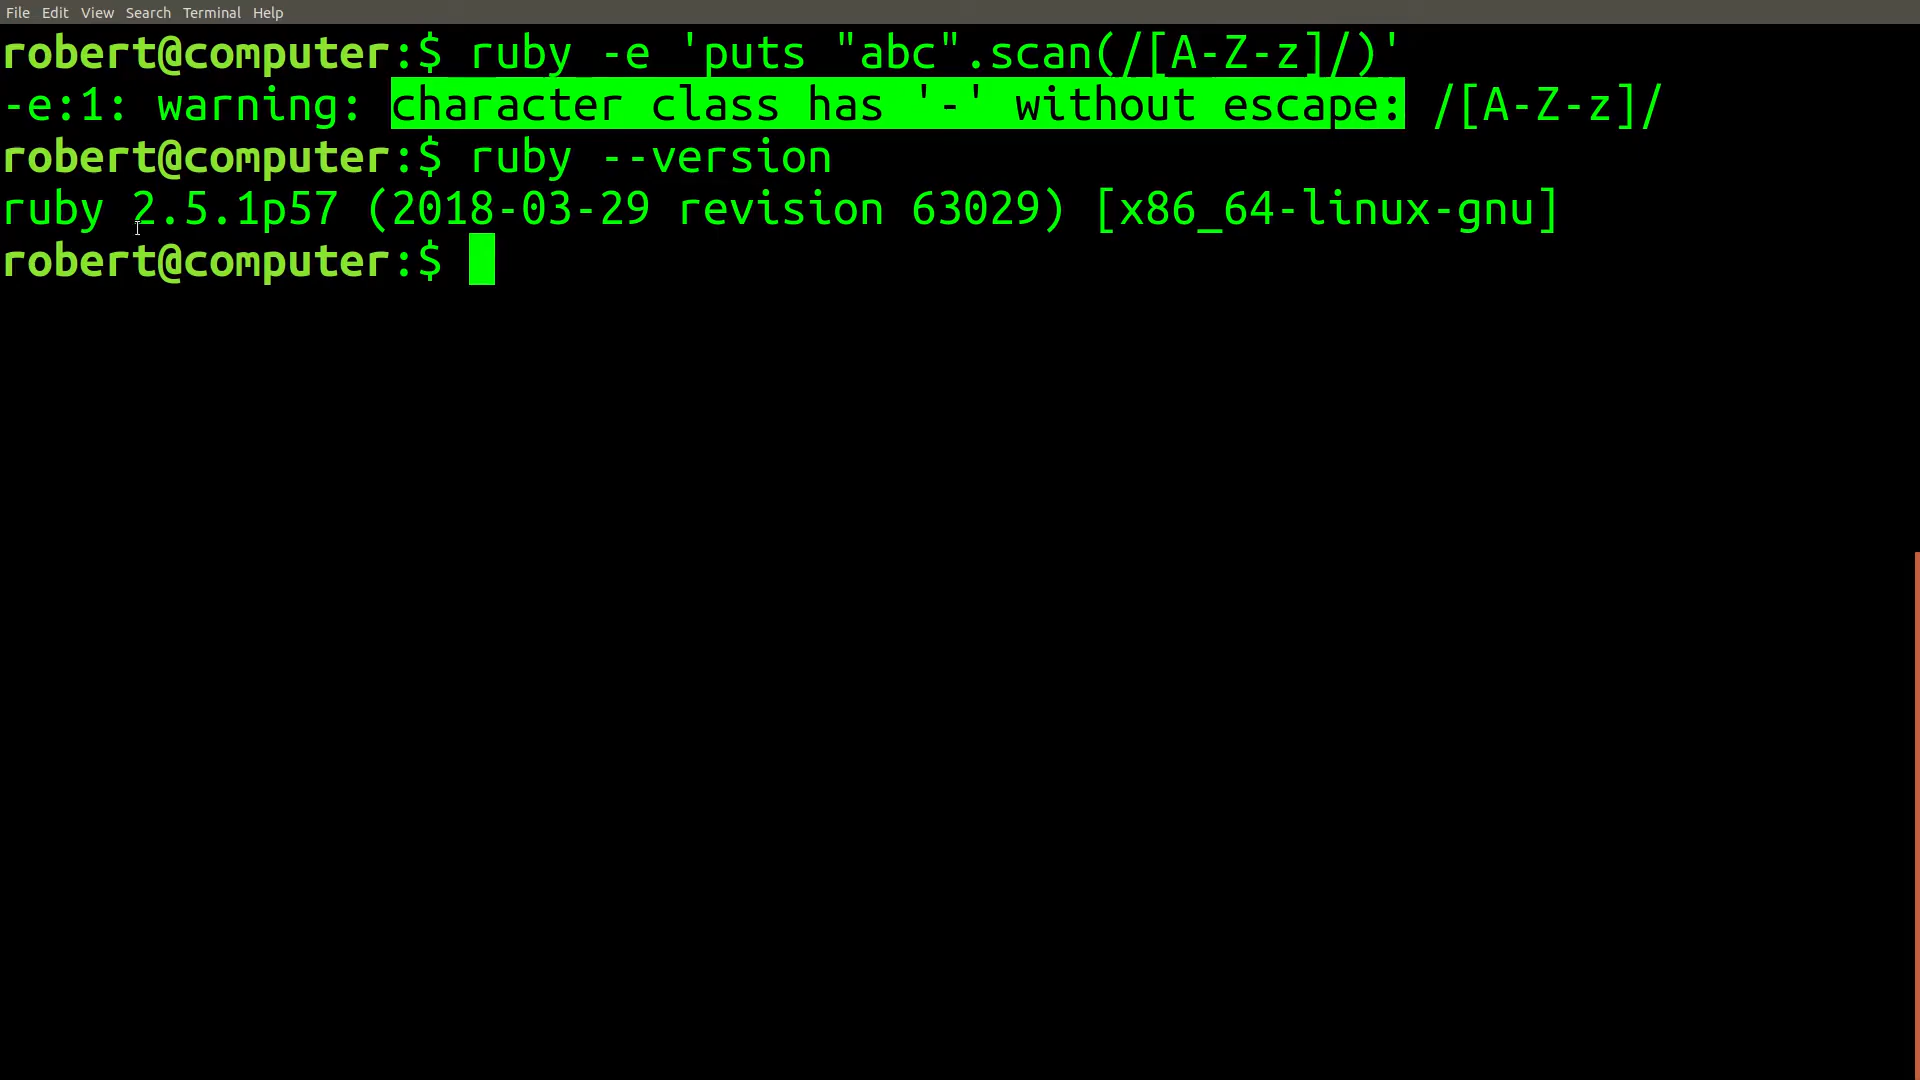 File Edit View Search Terminal Help
robert@computer:$ ruby -e 'puts "abc".scan(/[A-Z-z]/)'
-e:1: warning: character class has '-' without escape: /[A-Z-z]/
robert@computer:$ ruby --version
ruby 2.5.1p57 (2018-03-29 revision 63029) [x86_64-linux-gnu]
robert@computer:$